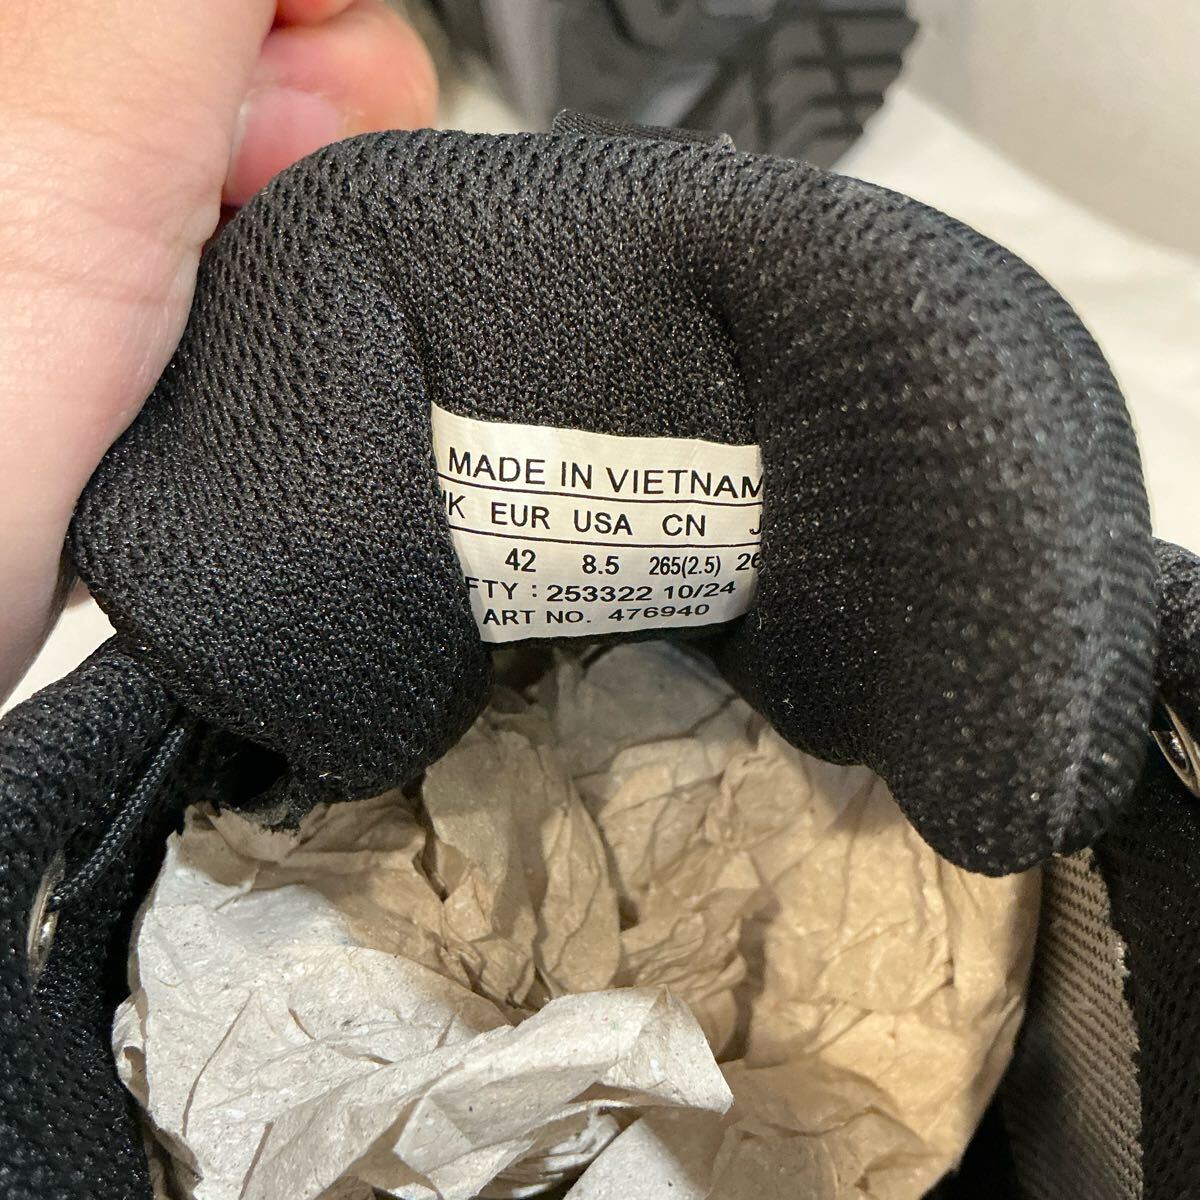 MADE IN VIETNAM
EUR USA CN
42 8.5 265(2.5)
FTY : 253322 10/24
ART NO. 476940